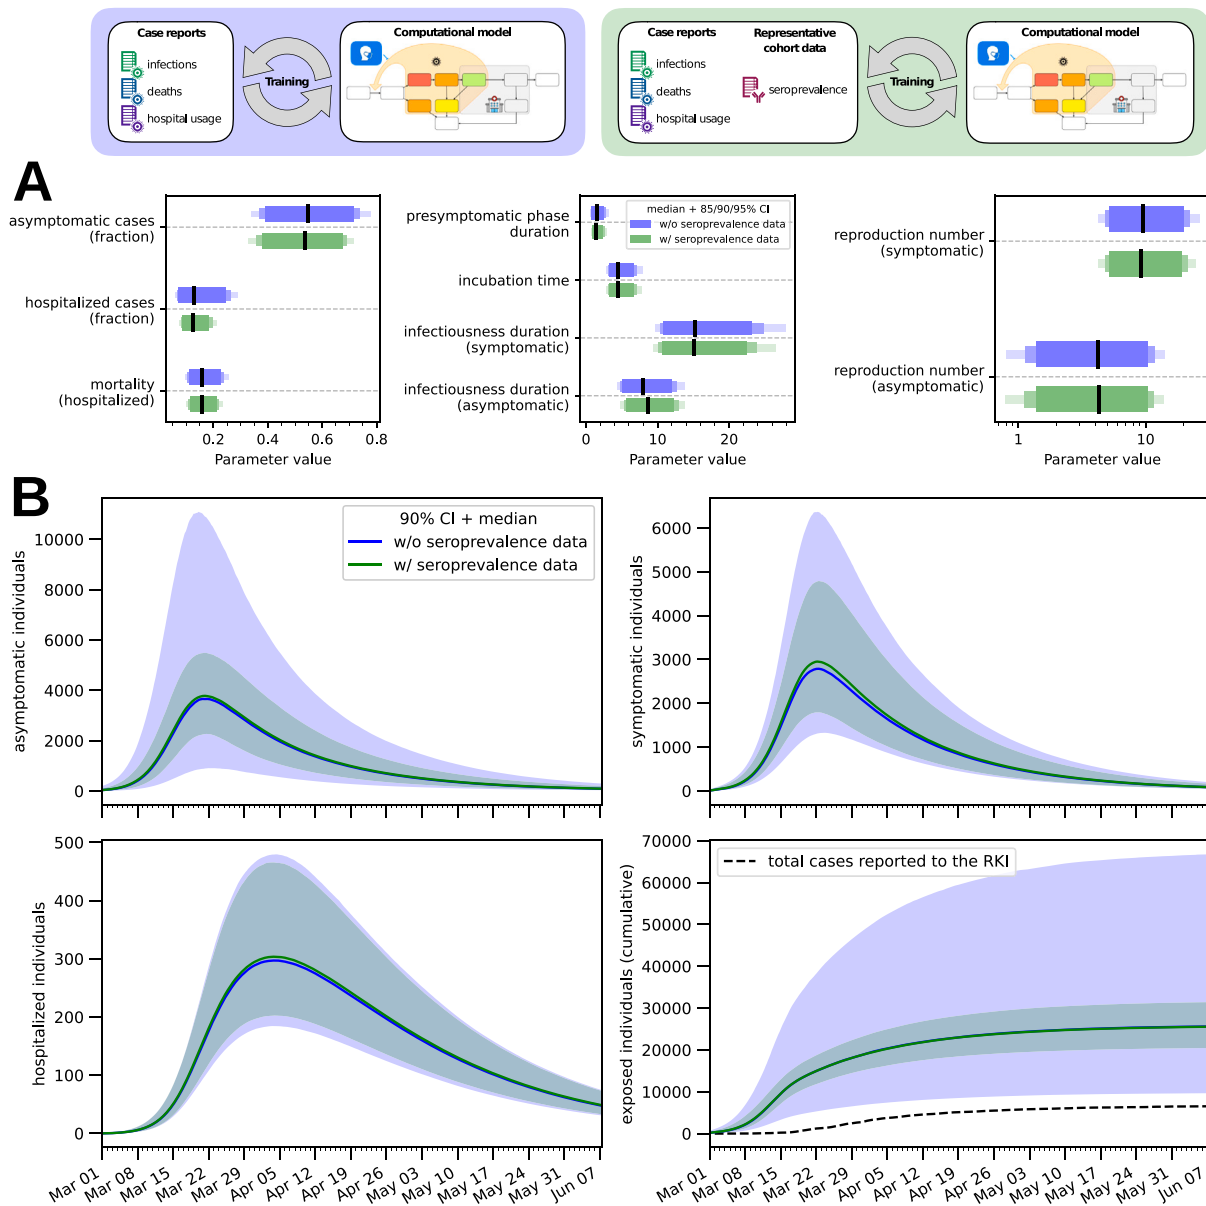 Case reports
infections
deaths
hospital usage
Training
Computational model
Case reports
infections
deaths
hospital usage
Representative
cohort data
seroprevalence
Training
Computational model
A
asymptomatic cases
(fraction)
hospitalized cases
(fraction)
mortality
(hospitalized)
0.2
0.4
0.6
0.8
Parameter value
presymptomatic phase
duration
incubation time
infectiousness duration
(symptomatic)
infectiousness duration
(asymptomatic)
median + 85/90/95% CI
w/o seroprevalence data
w/ seroprevalence data
0
10
20
Parameter value
reproduction number
(symptomatic)
reproduction number
(asymptomatic)
1
10
Parameter value
B
asymptomatic individuals
10000
8000
6000
4000
2000
0
90% CI + median
w/o seroprevalence data
w/ seroprevalence data
symptomatic individuals
6000
5000
4000
3000
2000
1000
0
hospitalized individuals
500
400
300
200
100
0
Mar 01
Mar 08
Mar 15
Mar 22
Mar 29
Apr 05
Apr 12
Apr 19
Apr 26
May 03
May 10
May 17
May 24
May 31
Jun 07
exposed individuals (cumulative)
70000
60000
50000
40000
30000
20000
10000
0
total cases reported to the RKI
Mar 01
Mar 08
Mar 15
Mar 22
Mar 29
Apr 05
Apr 12
Apr 19
Apr 26
May 03
May 10
May 17
May 24
May 31
Jun 07